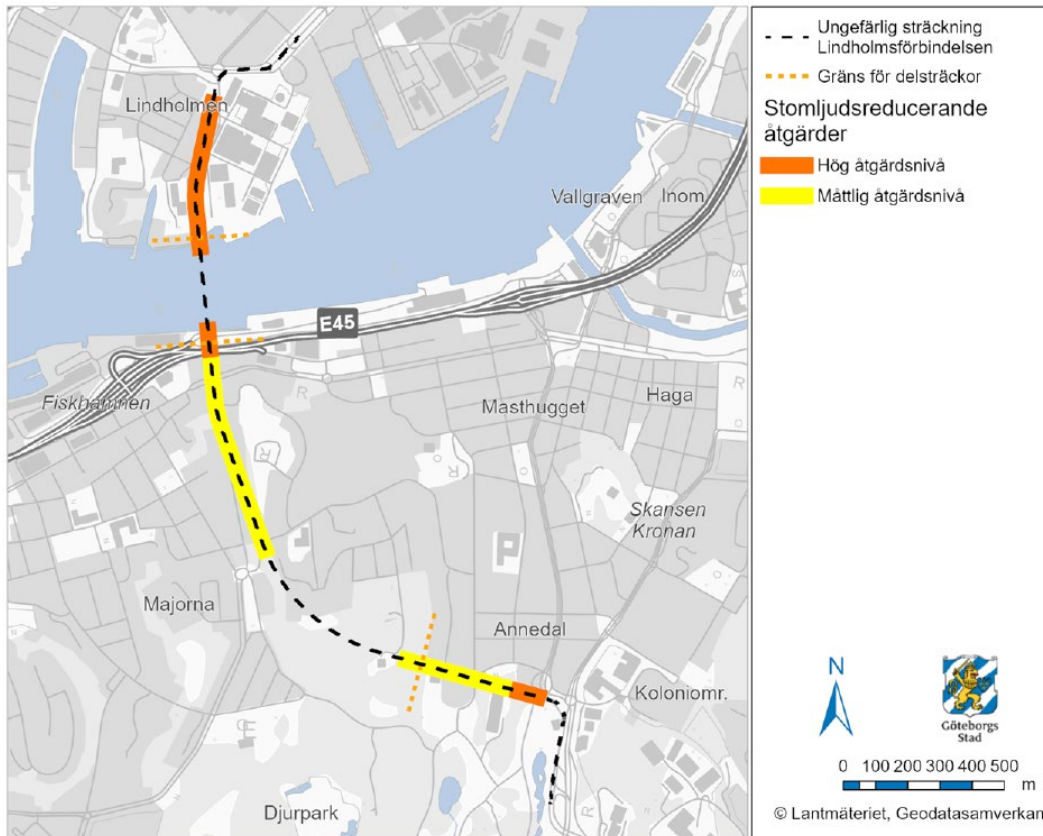 Lindholmen
Vallgraven Inom
E45
Fiskhamnen
Masthugget
Haga
R
R
R
Skansen
Kronan
Majorna
Annedal
Koloniomr.
Djurpark
R
Ungefärlig sträckning
Lindholmsförbindelsen
Gräns för delsträckor
Stomljudsreducerande
åtgärder
Hög åtgärdsnivå
Måttlig åtgärdsnivå
N
Göteborgs
Stad
0 100 200 300 400 500
m
© Lantmäteriet, Geodatasamverkan